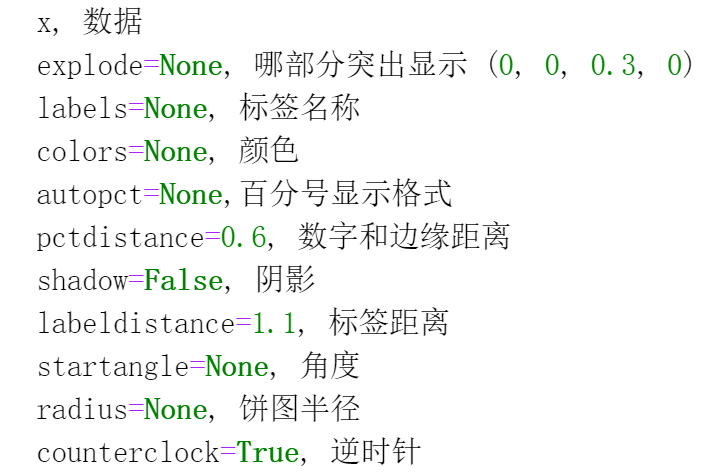 x, 数据
explode=None, 哪部分突出显示 (0, 0, 0.3, 0)
labels=None, 标签名称
colors=None, 颜色
autopct=None,百分号显示格式
pctdistance=0.6, 数字和边缘距离
shadow=False, 阴影
labeldistance=1.1, 标签距离
startangle=None, 角度
radius=None, 饼图半径
counterclock=True, 逆时针